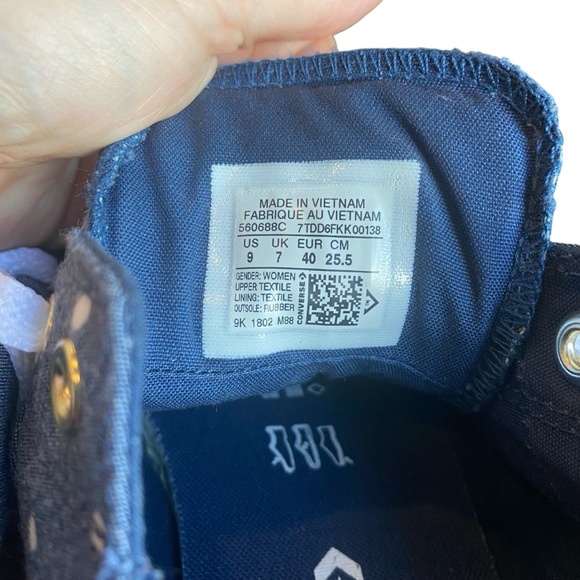 MADE IN VIETNAM
FABRIQUE AU VIETNAM
560688C 7TDD6FKK00138
US UK EUR CM
9 7 40 25.5
GENDER: WOMEN
UPPER TEXTILE
LINING: TEXTILE
OUTSOLE: RUBBER
9K 1802 M88
CONVERSE